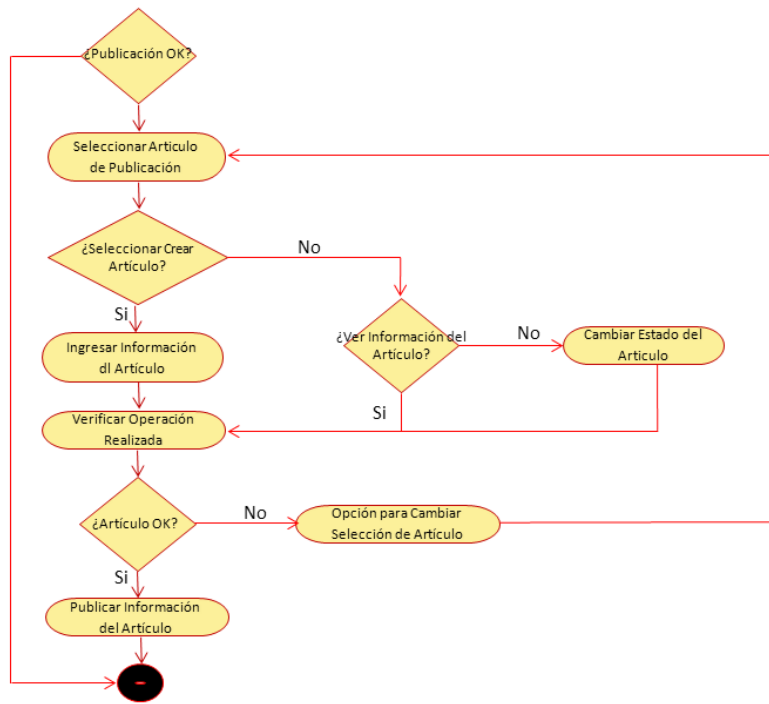 ¿Publicación OK?
Seleccionar Articulo
de Publicación
¿Seleccionar Crear
Artículo?
No
Si
¿Ver Información del
Artículo?
No
Cambiar Estado del
Articulo
Ingresar Información
dl Artículo
Si
Verificar Operación
Realizada
¿Artículo OK?
No
Opción para Cambiar
Selección de Artículo
Si
Publicar Información
del Artículo